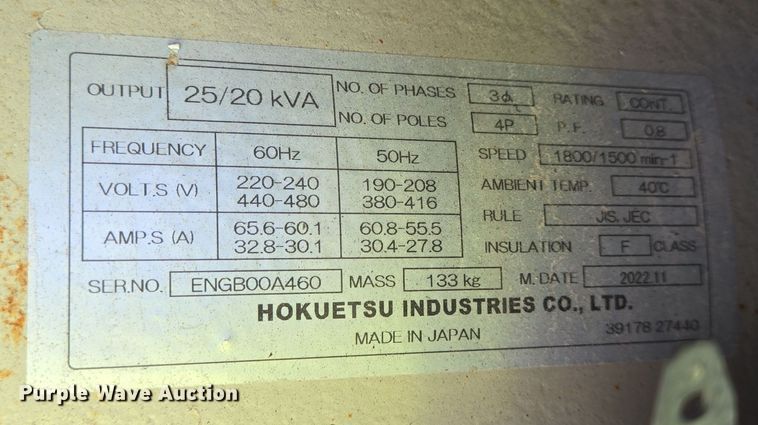 OUTPUT 25/20 kVA NO. OF PHASES 3ϕ RATING CONT.
NO. OF POLES 4P P.F. 0.8
FREQUENCY 60Hz 50Hz SPEED 1800/1500 min-1
VOLT.S (V) 220-240 190-208 AMBIENT TEMP. 40℃
440-480 380-416
RULE JIS. JEC
AMP.S (A) 65.6-60.1 60.8-55.5
32.8-30.1 30.4-27.8 INSULATION F CLASS
SER.NO. ENGB00A460 MASS 133 kg M. DATE 2022.11
HOKUETSU INDUSTRIES CO., LTD.
MADE IN JAPAN 39178 27440
Purple Wave Auction